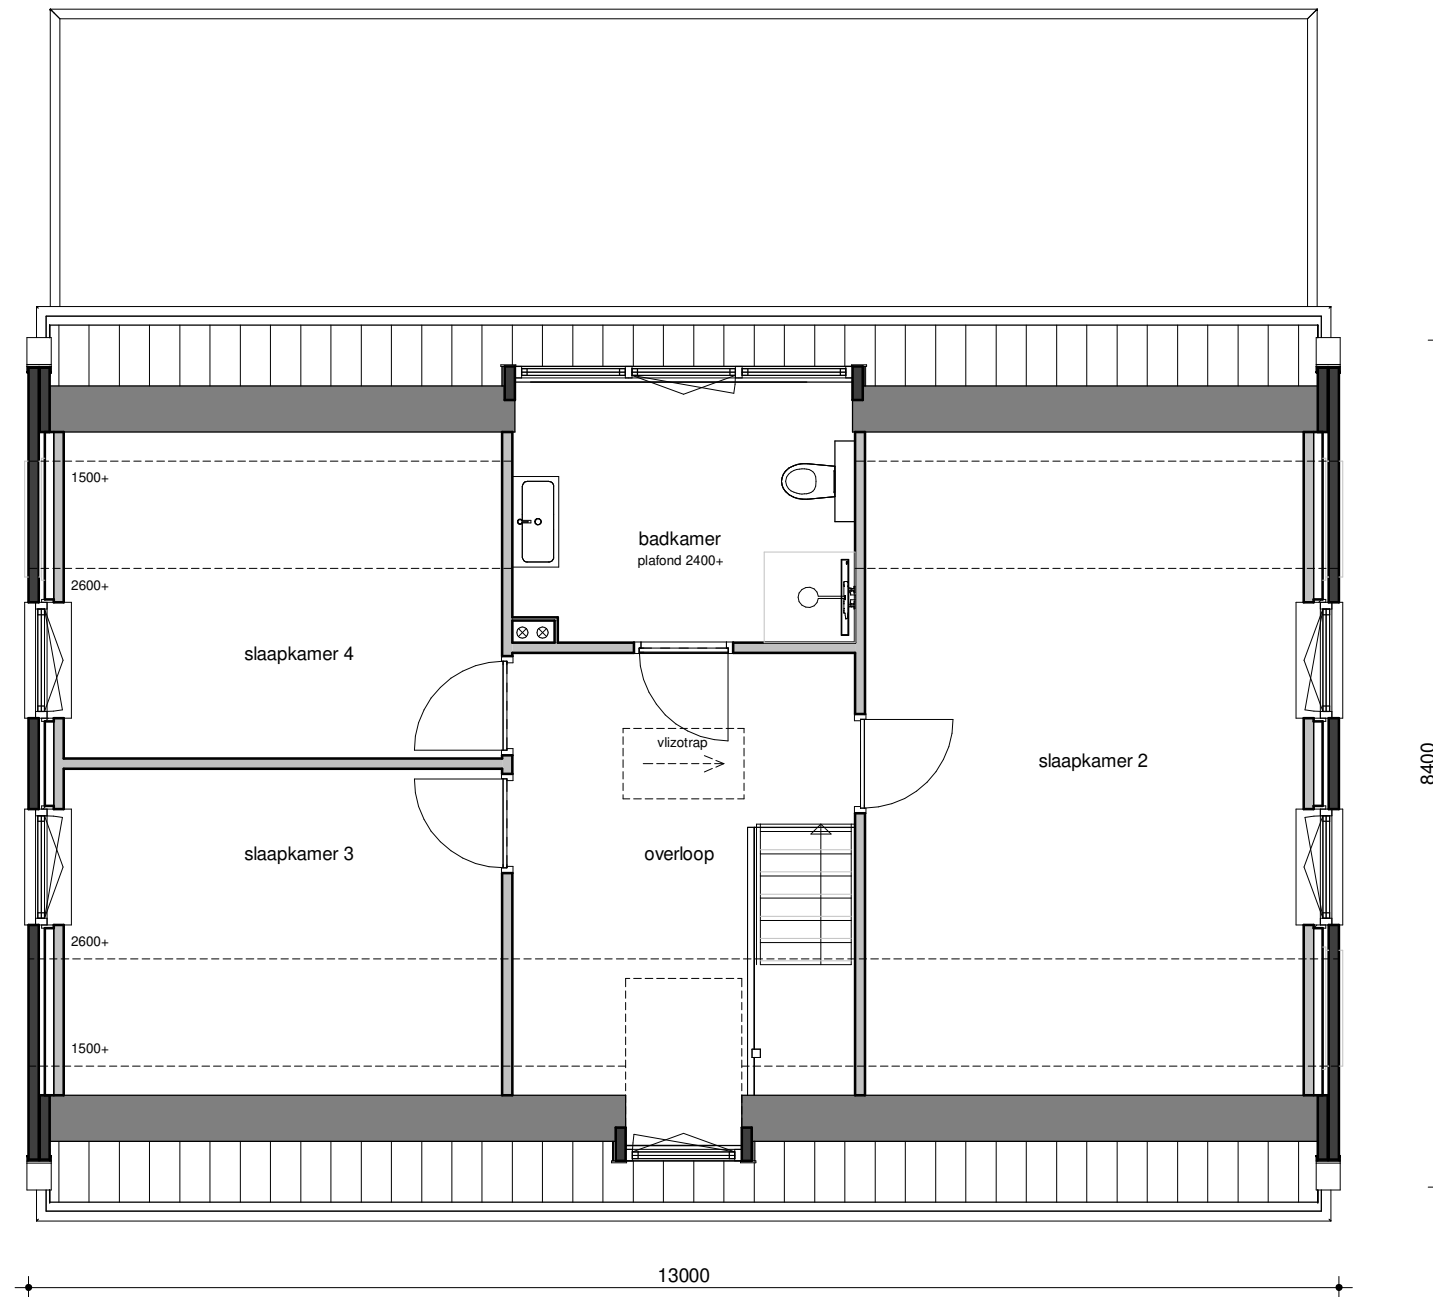 1500+
badkamer
plafond 2400+
2600+
slaapkamer 4
vlizotrap
slaapkamer 2
8400
slaapkamer 3
overloop
2600+
1500+
13000